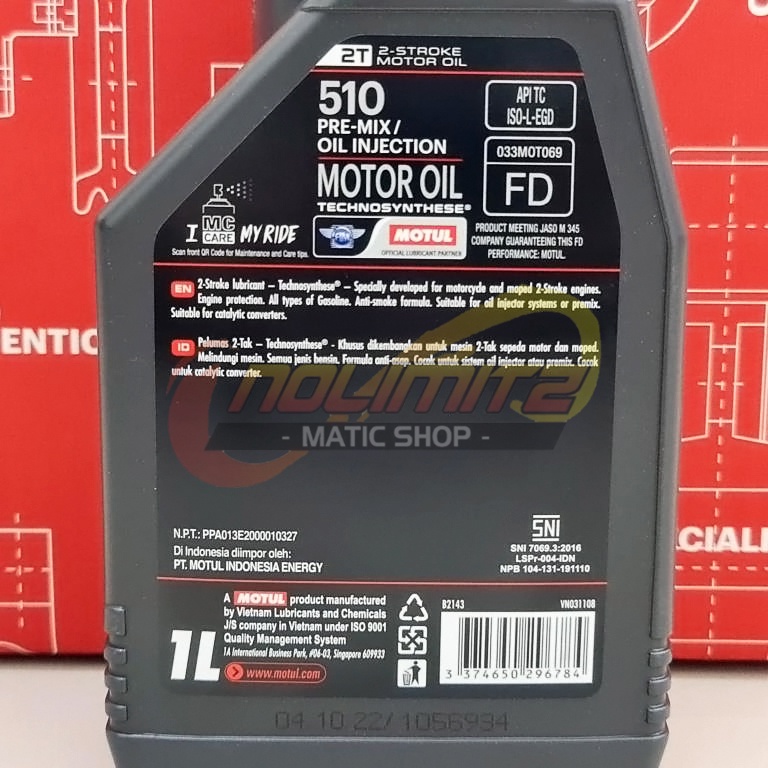 2T 2-STROKE
MOTOR OIL
510
PRE-MIX/
OIL INJECTION
MOTOR OIL
TECHNOSYNTHESE®
API TC
ISO-L-EGD
033MOT069
FD
PRODUCT MEETING JASO M 345
COMPANY GUARANTEEING THIS FD
PERFORMANCE: MOTUL.
I MC CARE MY RIDE
Scan front QR Code for Maintenance and Care tips.
MOTUL
OFFICIAL LUBRICANT PARTNER
EN 2-Stroke lubricant – Technosynthese® – Specially developed for motorcycle and moped 2-Stroke engines.
Engine protection. All types of Gasoline. Anti-smoke formula. Suitable for oil injector systems or premix.
Suitable for catalytic converters.
ID Pelumas 2-Tak – Technosynthese® - Khusus dikembangkan untuk mesin 2-Tak sepeda motor dan moped.
Melindungi mesin. Semua jenis bensin. Formula anti-asap. Cocok untuk sistem oil injector atau premix. Cocok
untuk catalytic converter.
NOLIMIT2
- MATIC SHOP -
N.P.T.: PPA013E2000010327
Di Indonesia diimpor oleh:
PT. MOTUL INDONESIA ENERGY
SNI
SNI 7069.3:2016
LSPr-004-IDN
NPB 104-131-191110
1L
A MOTUL product manufactured
by Vietnam Lubricants and Chemicals
J/S company in Vietnam under ISO 9001
Quality Management System
1A International Business Park, #06-03, Singapore 609933
www.motul.com
B2143 VN031108
3 374650 296784
04.10.22/1056934
ENTIC
CIALI